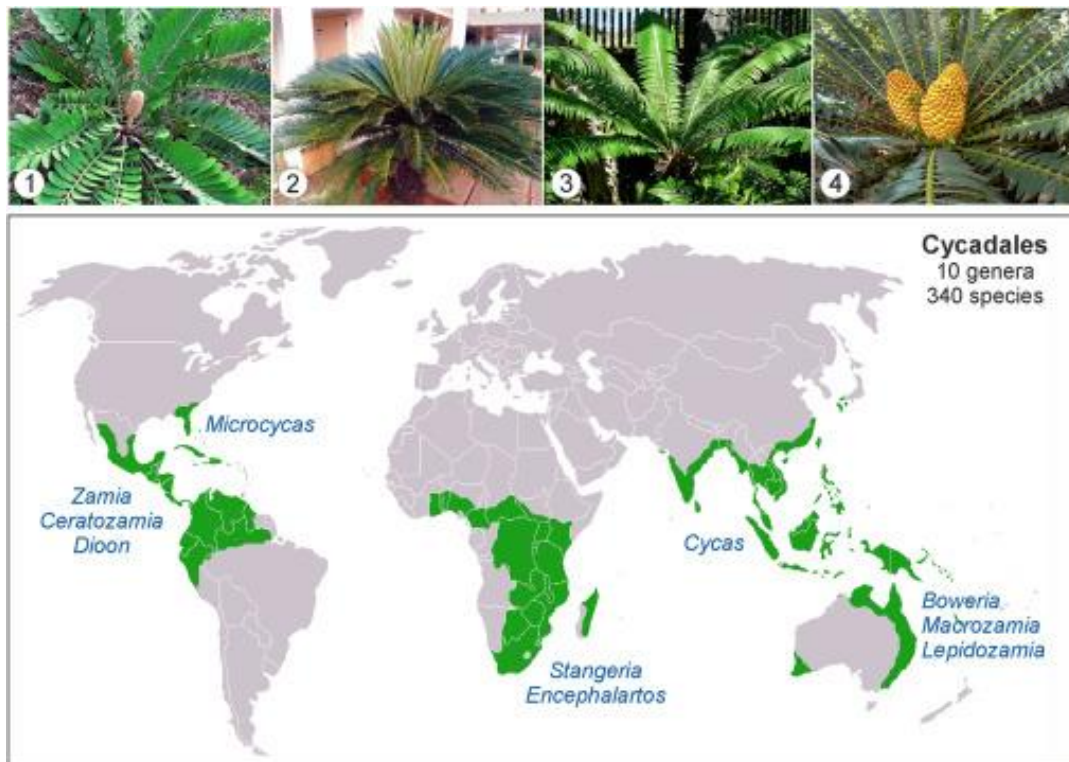 1
2
3
4
Cycadales
10 genera
340 species
Microcycas
Zamia
Ceratozamia
Dioon
Cycas
Boweria
Macrozamia
Lepidozamia
Stangeria
Encephalartos